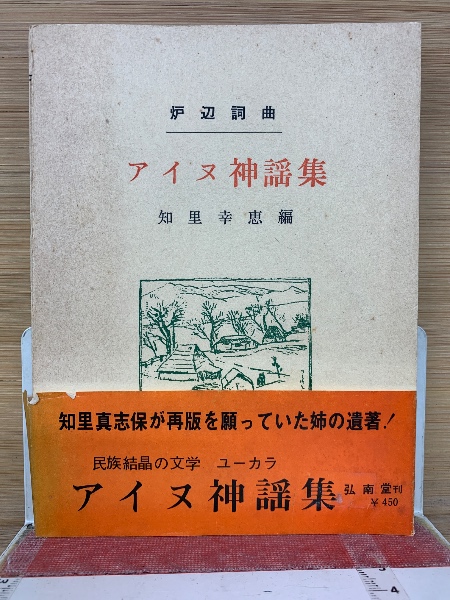 炉辺詞曲
アイヌ神謡集
知里幸恵編
知里真志保が再版を願っていた姉の遺著!
民族結晶の文学 ユーカラ
アイヌ神謡集 弘南堂刊
¥450